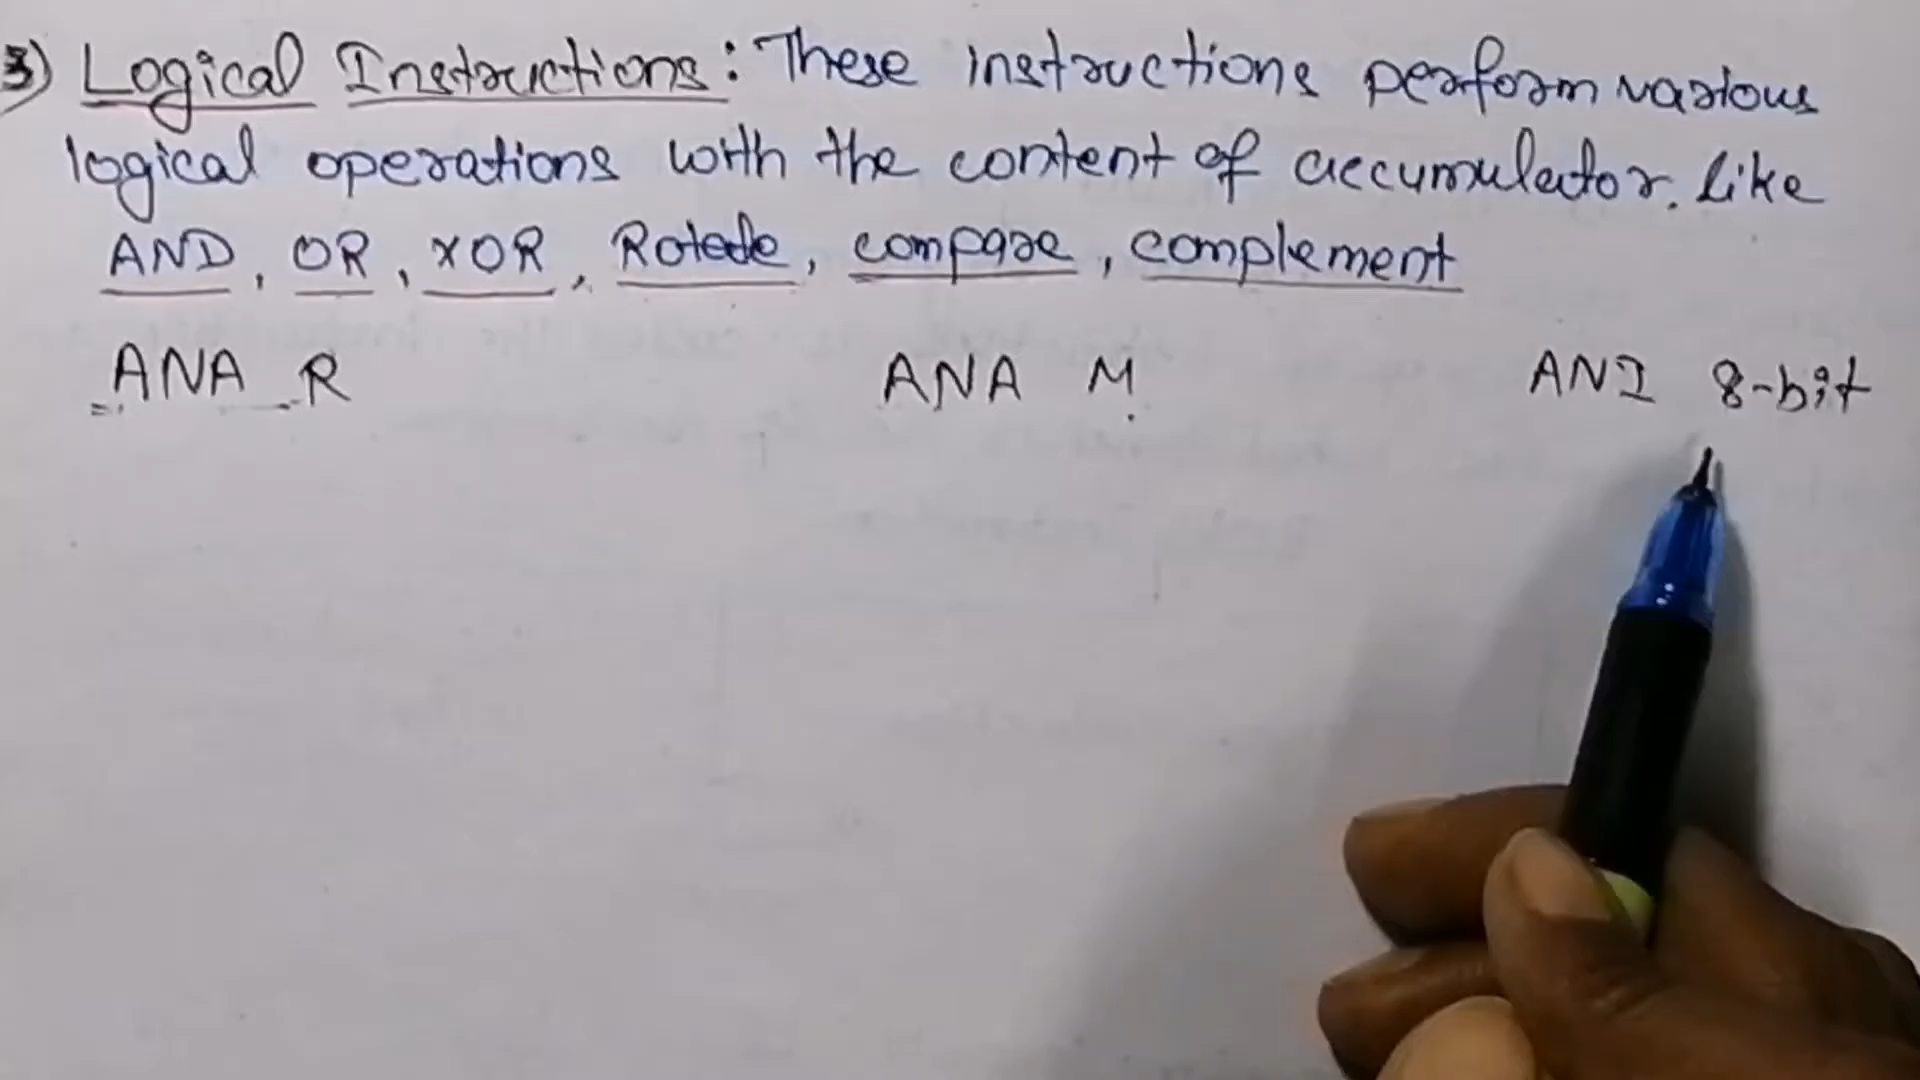 3) Logical Instructions: These instructions perform various
logical operations with the content of accumulator. like
AND, OR, XOR, Rotate, compare, complement
ANA R ANA M ANI 8-bit